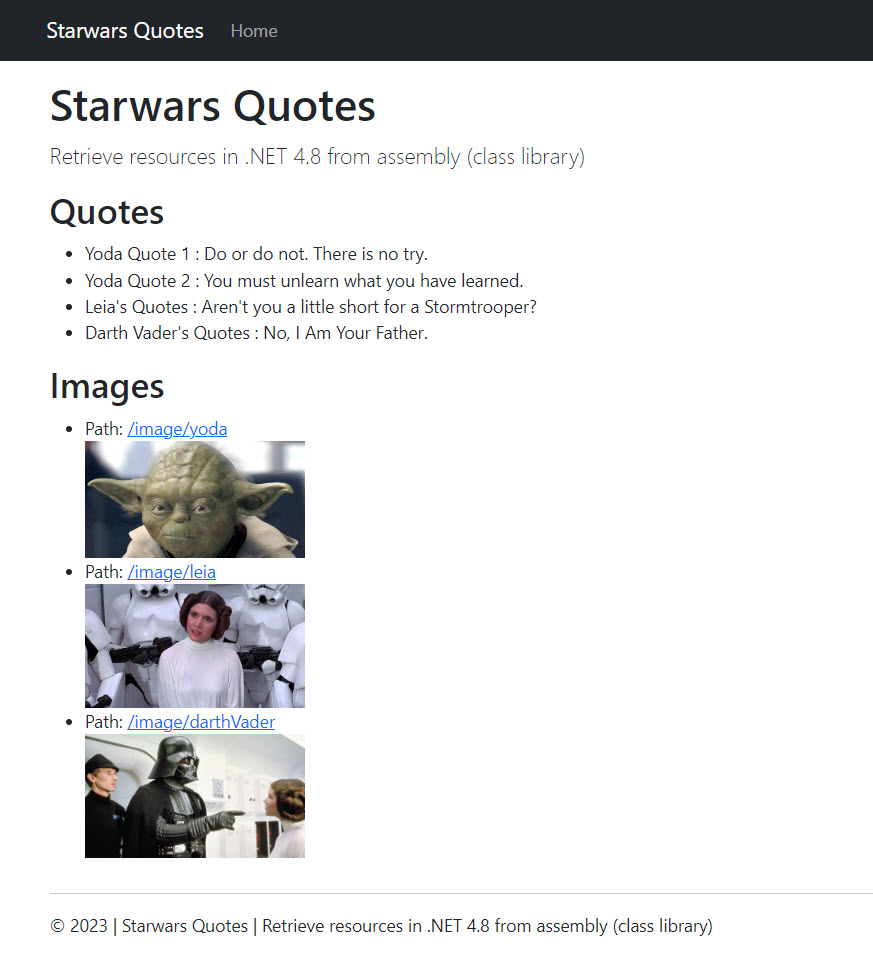 Starwars Quotes Home
Starwars Quotes
Retrieve resources in .NET 4.8 from assembly (class library)
Quotes
Yoda Quote 1 : Do or do not. There is no try.
Yoda Quote 2 : You must unlearn what you have learned.
Leia's Quotes : Aren't you a little short for a Stormtrooper?
Darth Vader's Quotes : No, I Am Your Father.
Images
Path: /image/yoda
Path: /image/leia
Path: /image/darthVader
© 2023 | Starwars Quotes | Retrieve resources in .NET 4.8 from assembly (class library)